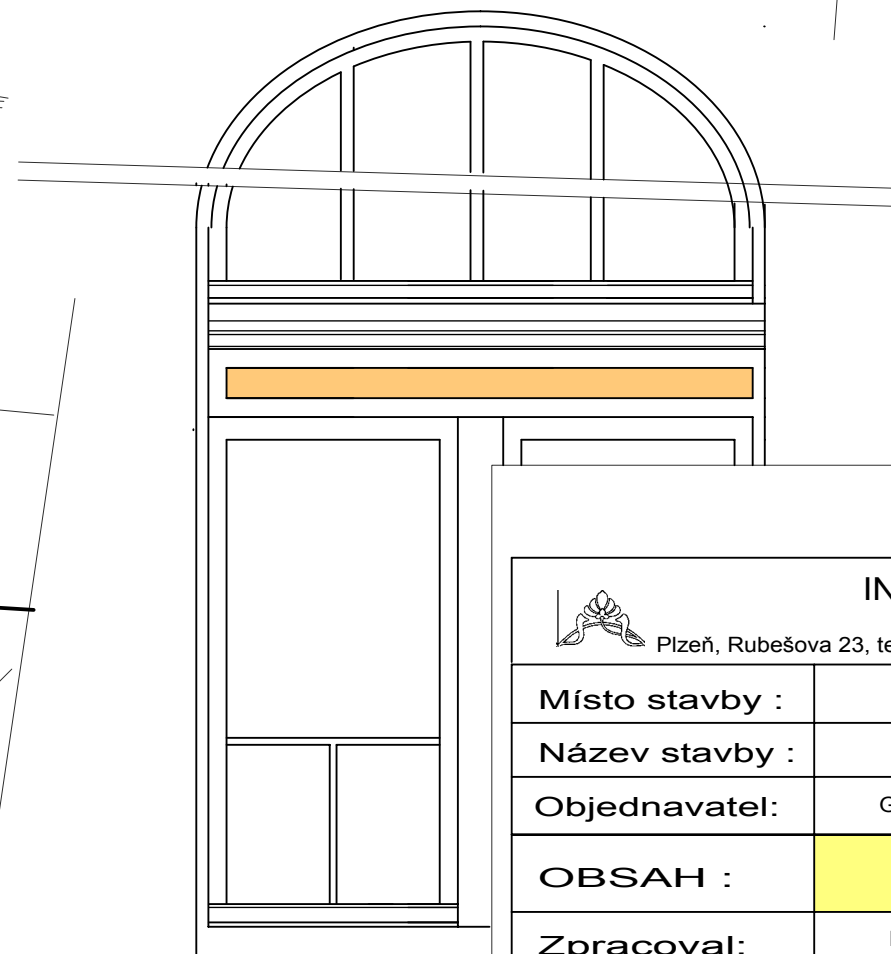 IN
Plzeň, Rubešova 23, te
Místo stavby :
Název stavby :
Objednavatel:
OBSAH :
Zpracoval: